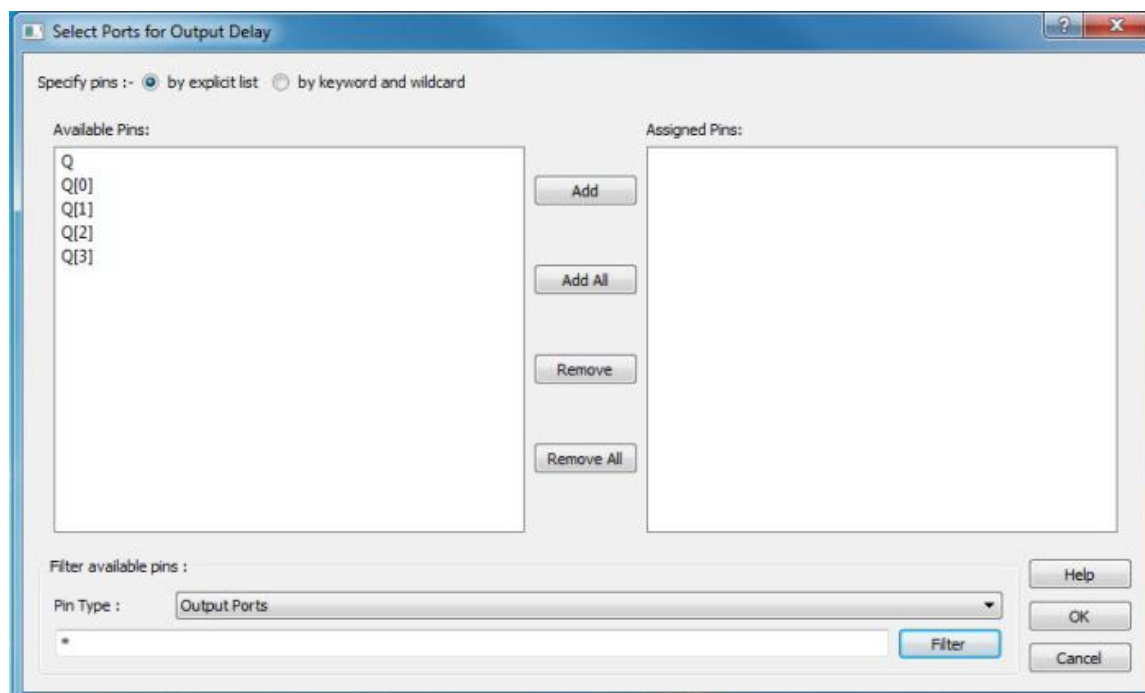 Select Ports for Output Delay
? X
Specify pins :- by explicit list by keyword and wildcard
Available Pins:
Assigned Pins:
Q
Q[0]
Q[1]
Q[2]
Q[3]
Add
Add All
Remove
Remove All
Filter available pins :
Pin Type : Output Ports
*
Filter
Help
OK
Cancel